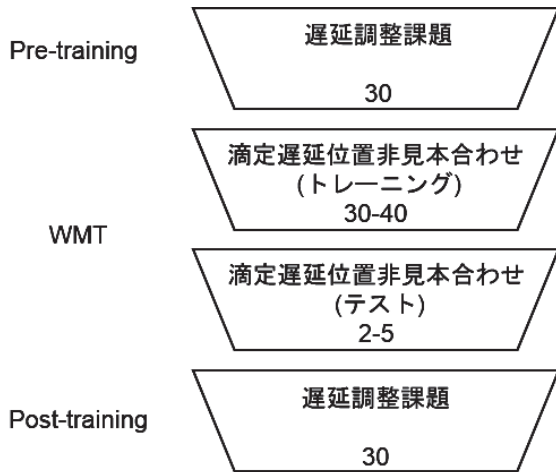 Pre-training
遅延調整課題
30
滴定遅延位置非見本合わせ
(トレーニング)
30-40
WMT
滴定遅延位置非見本合わせ
(テスト)
2-5
Post-training
遅延調整課題
30